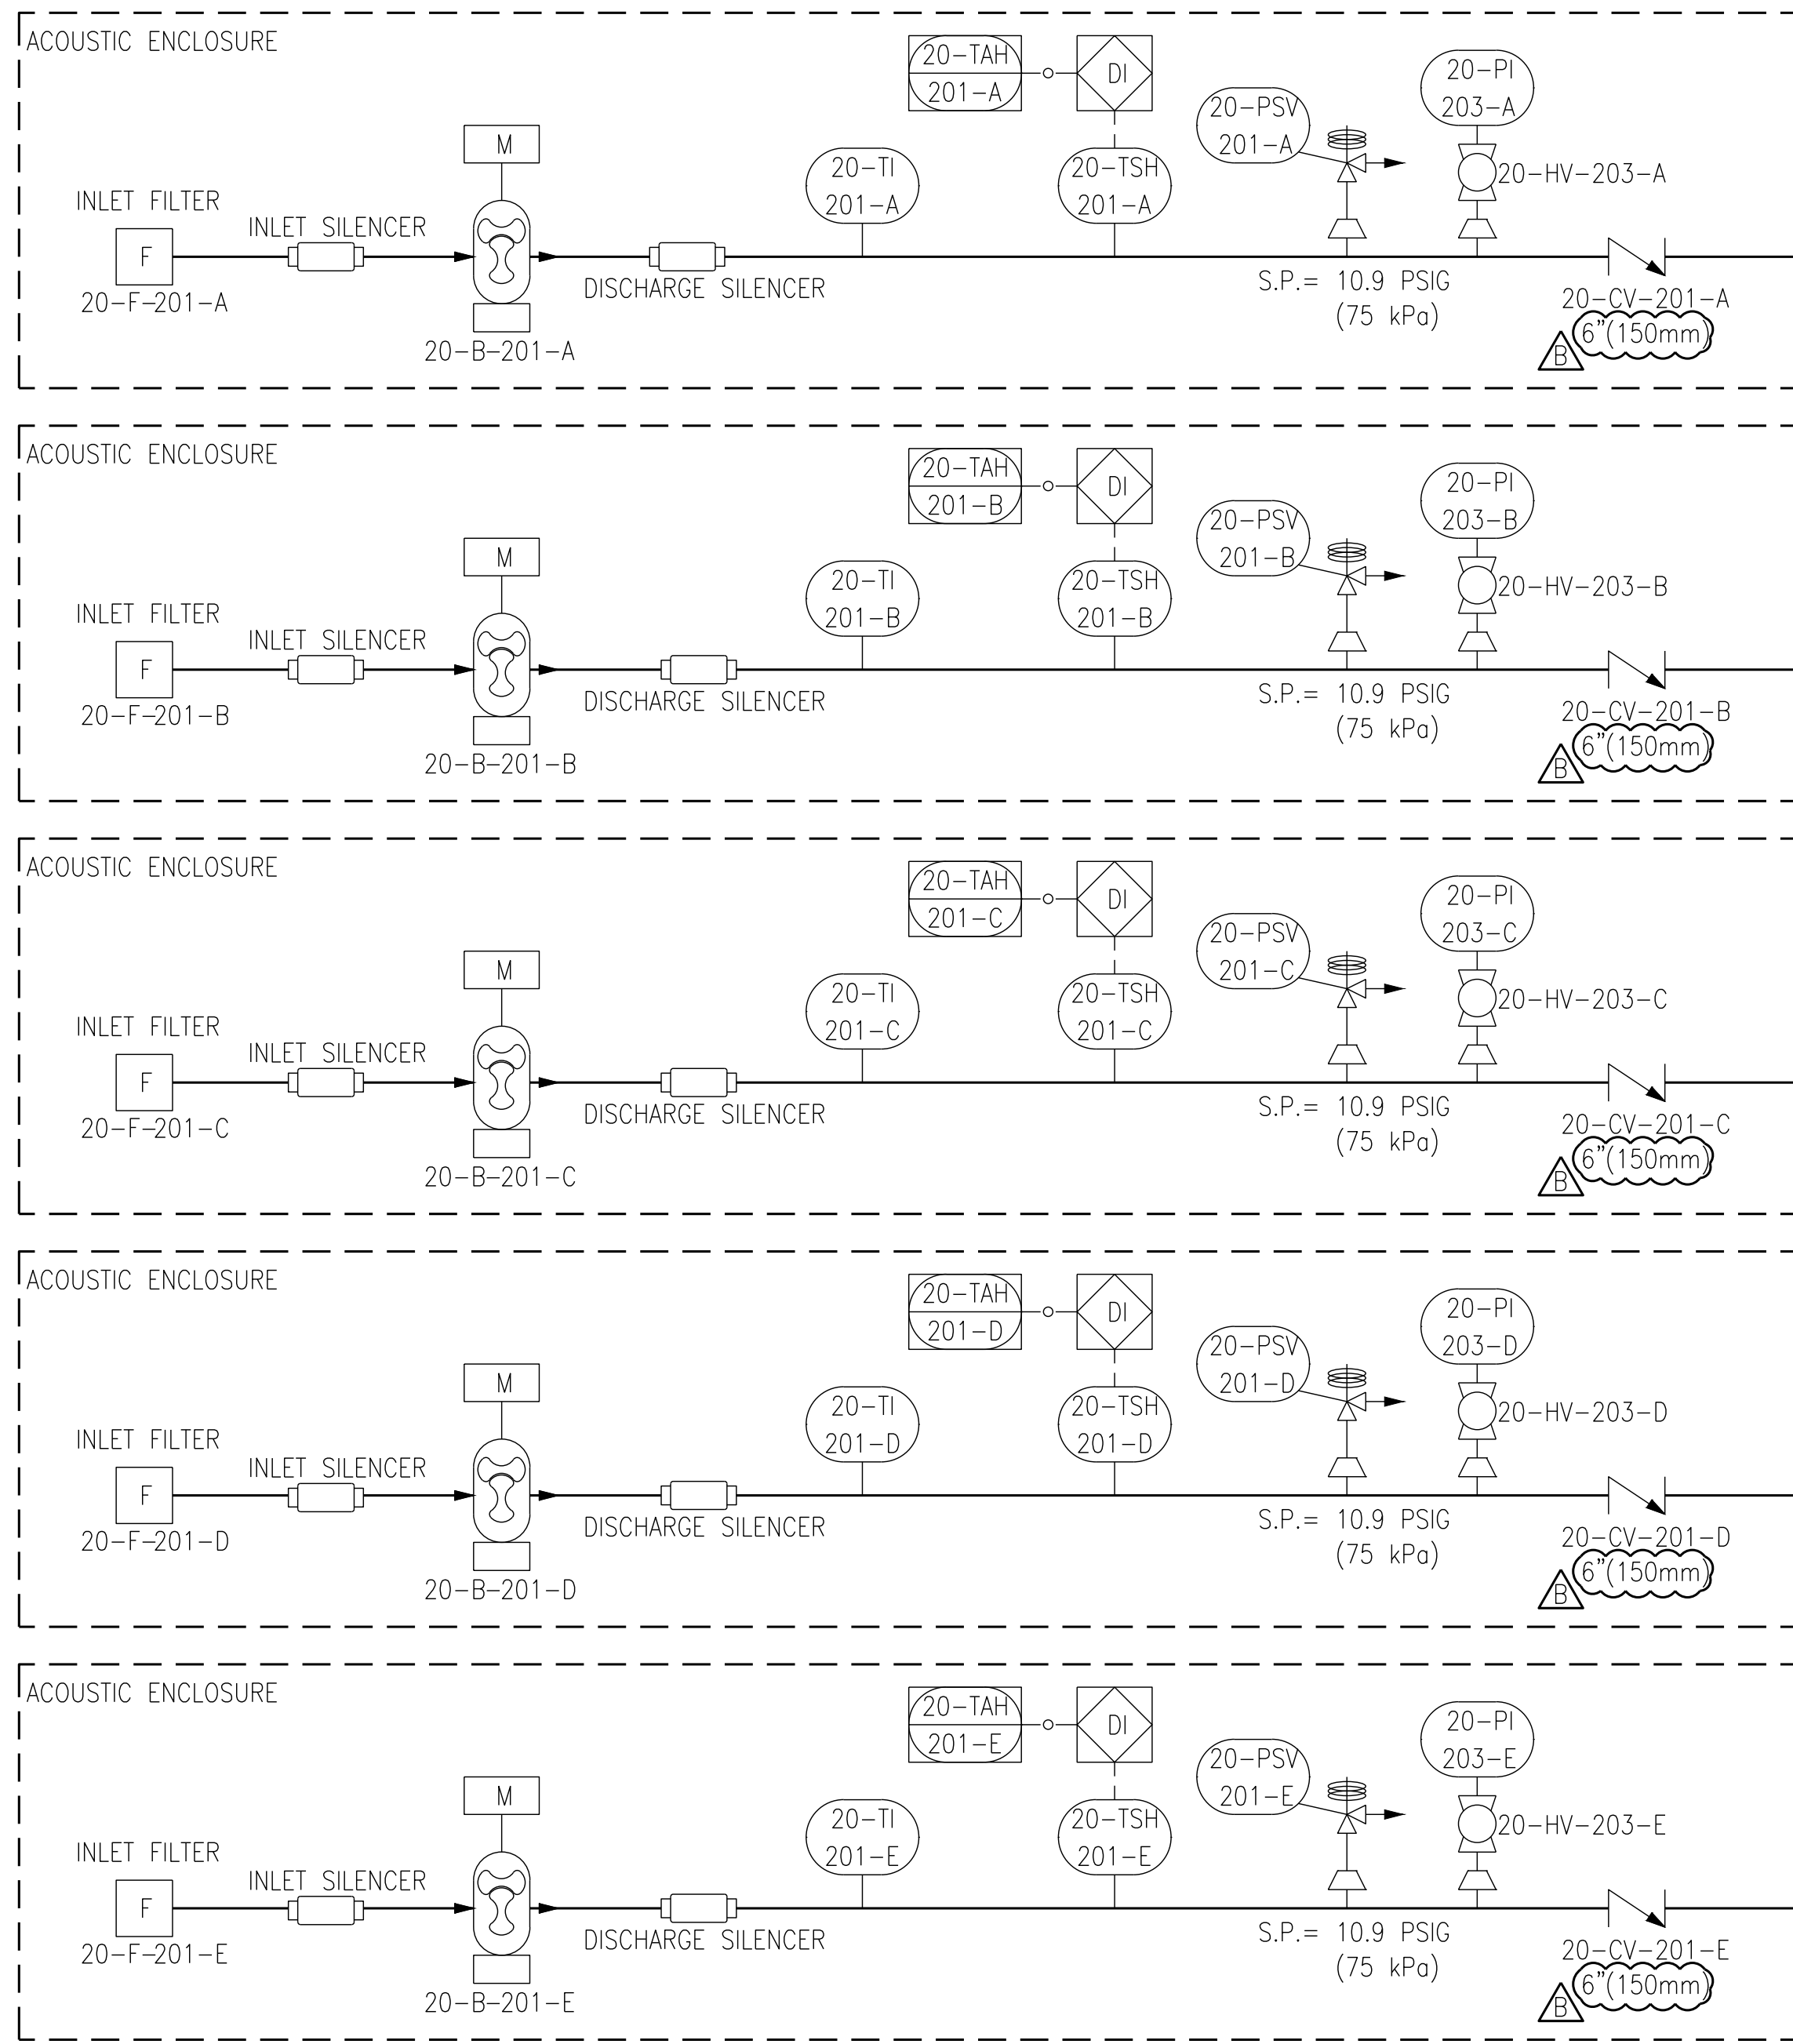 ACOUSTIC ENCLOSURE
20-TAH
201-A
DI
20-PI
203-A
20-PSV
201-A
M
20-TI
201-A
20-TSH
201-A
20-HV-203-A
INLET FILTER
INLET SILENCER
F
DISCHARGE SILENCER
S.P.= 10.9 PSIG
(75 kPa)
20-F-201-A
20-CV-201-A
6"(150mm)
B
20-B-201-A
ACOUSTIC ENCLOSURE
20-TAH
201-B
DI
20-PI
203-B
20-PSV
201-B
M
20-TI
201-B
20-TSH
201-B
20-HV-203-B
INLET FILTER
INLET SILENCER
F
DISCHARGE SILENCER
S.P.= 10.9 PSIG
(75 kPa)
20-F-201-B
20-CV-201-B
6"(150mm)
B
20-B-201-B
ACOUSTIC ENCLOSURE
20-TAH
201-C
DI
20-PI
203-C
20-PSV
201-C
M
20-TI
201-C
20-TSH
201-C
20-HV-203-C
INLET FILTER
INLET SILENCER
F
DISCHARGE SILENCER
S.P.= 10.9 PSIG
(75 kPa)
20-F-201-C
20-CV-201-C
6"(150mm)
B
20-B-201-C
ACOUSTIC ENCLOSURE
20-TAH
201-D
DI
20-PI
203-D
20-PSV
201-D
M
20-TI
201-D
20-TSH
201-D
20-HV-203-D
INLET FILTER
INLET SILENCER
F
DISCHARGE SILENCER
S.P.= 10.9 PSIG
(75 kPa)
20-F-201-D
20-CV-201-D
6"(150mm)
B
20-B-201-D
ACOUSTIC ENCLOSURE
20-TAH
201-E
DI
20-PI
203-E
20-PSV
201-E
M
20-TI
201-E
20-TSH
201-E
20-HV-203-E
INLET FILTER
INLET SILENCER
F
DISCHARGE SILENCER
S.P.= 10.9 PSIG
(75 kPa)
20-F-201-E
20-CV-201-E
6"(150mm)
B
20-B-201-E